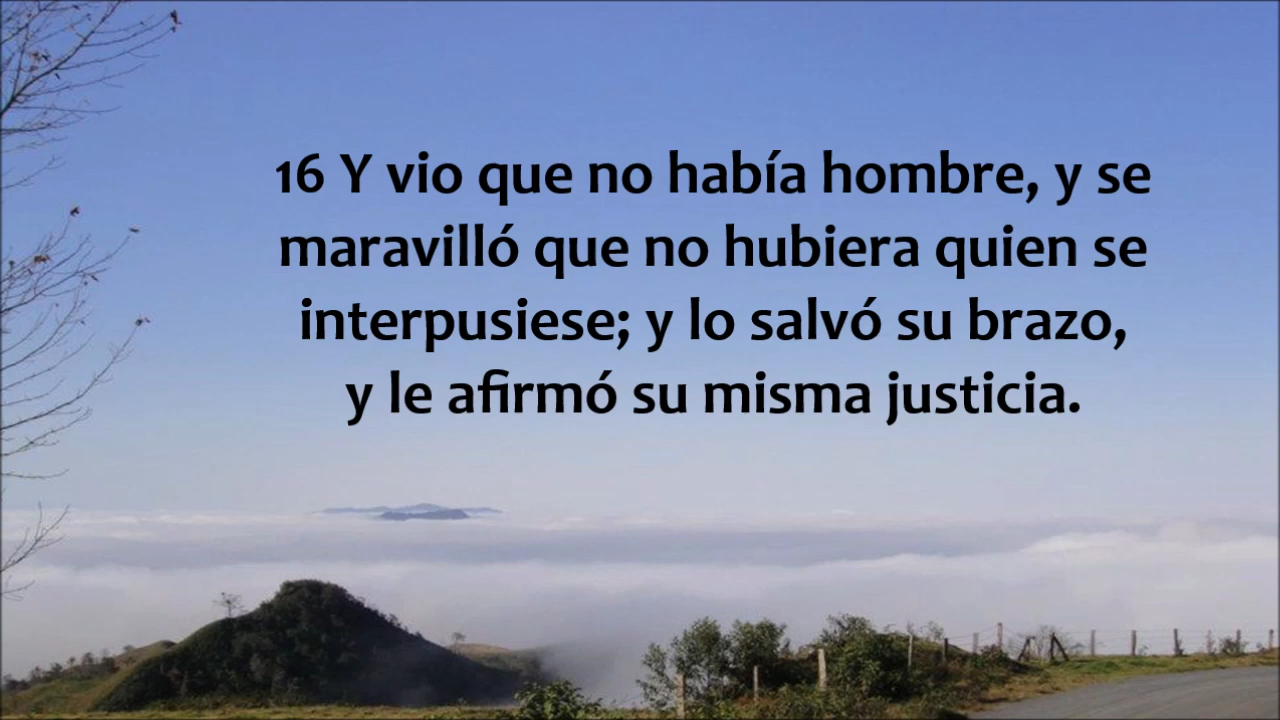 16 Y vio que no había hombre, y se
maravilló que no hubiera quien se
interpusiese; y lo salvó su brazo,
y le afirmó su misma justicia.